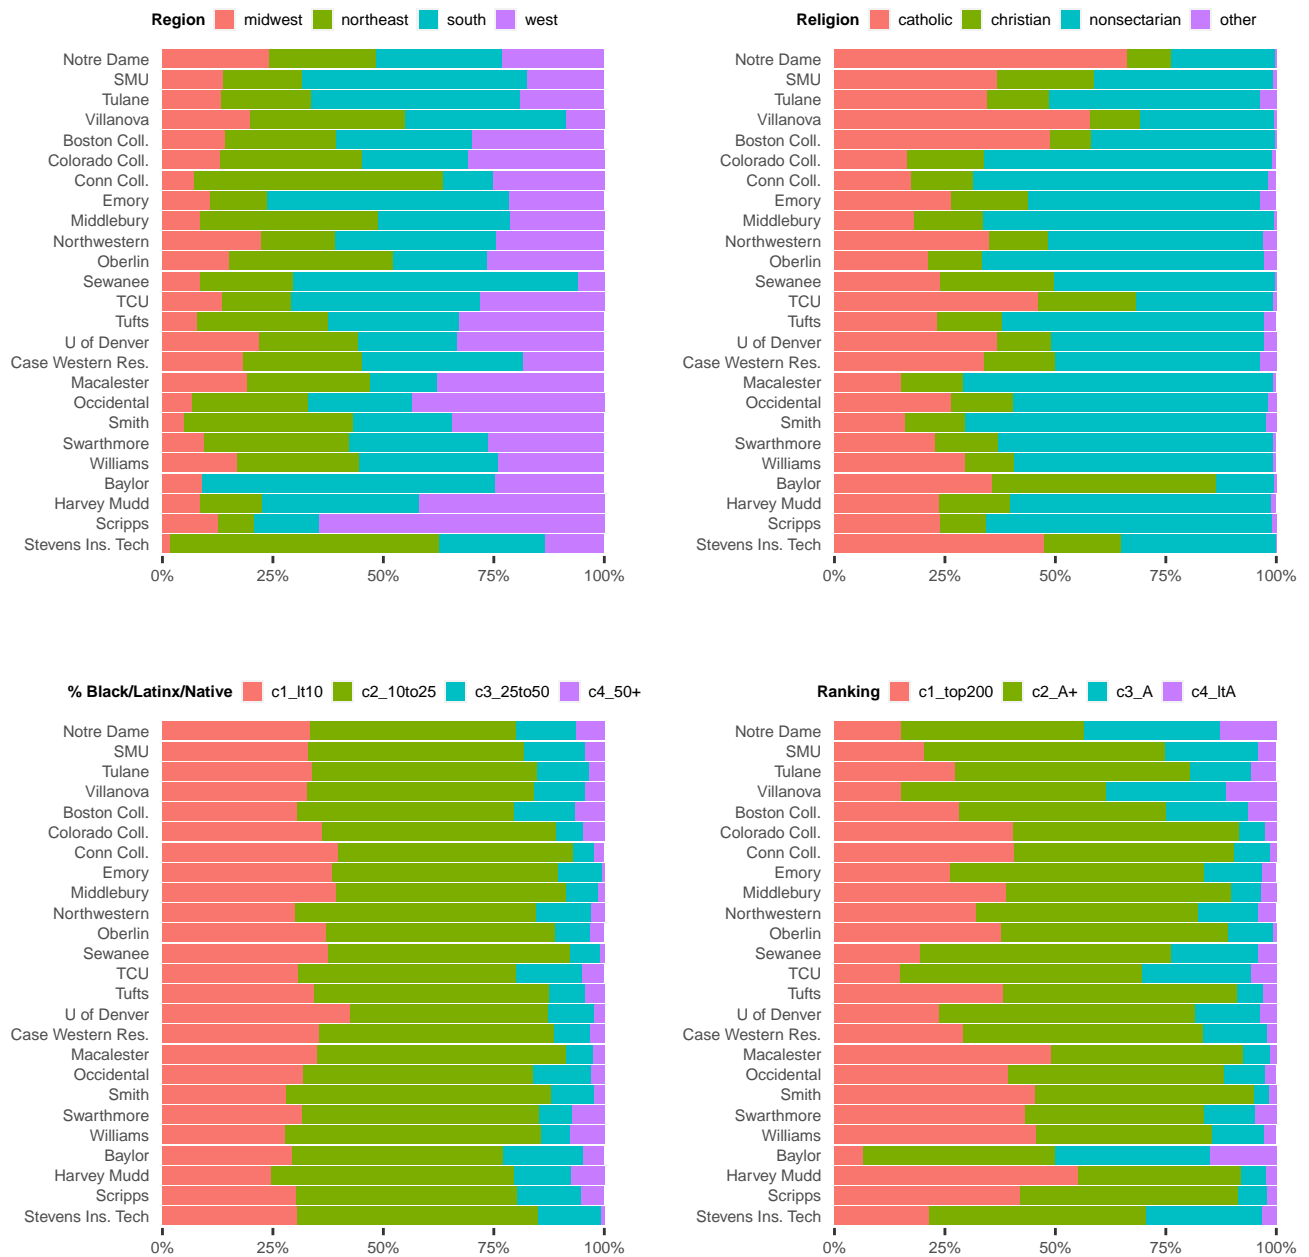 Region midwest northeast south west
Notre Dame
SMU
Tulane
Villanova
Boston Coll.
Colorado Coll.
Conn Coll.
Emory
Middlebury
Northwestern
Oberlin
Sewanee
TCU
Tufts
U of Denver
Case Western Res.
Macalester
Occidental
Smith
Swarthmore
Williams
Baylor
Harvey Mudd
Scripps
Stevens Ins. Tech
0% 25% 50% 75% 100%
Religion catholic christian nonsectarian other
Notre Dame
SMU
Tulane
Villanova
Boston Coll.
Colorado Coll.
Conn Coll.
Emory
Middlebury
Northwestern
Oberlin
Sewanee
TCU
Tufts
U of Denver
Case Western Res.
Macalester
Occidental
Smith
Swarthmore
Williams
Baylor
Harvey Mudd
Scripps
Stevens Ins. Tech
0% 25% 50% 75% 100%
% Black/Latinx/Native c1_lt10 c2_10to25 c3_25to50 c4_50+
Notre Dame
SMU
Tulane
Villanova
Boston Coll.
Colorado Coll.
Conn Coll.
Emory
Middlebury
Northwestern
Oberlin
Sewanee
TCU
Tufts
U of Denver
Case Western Res.
Macalester
Occidental
Smith
Swarthmore
Williams
Baylor
Harvey Mudd
Scripps
Stevens Ins. Tech
0% 25% 50% 75% 100%
Ranking c1_top200 c2_A+ c3_A c4_ltA
Notre Dame
SMU
Tulane
Villanova
Boston Coll.
Colorado Coll.
Conn Coll.
Emory
Middlebury
Northwestern
Oberlin
Sewanee
TCU
Tufts
U of Denver
Case Western Res.
Macalester
Occidental
Smith
Swarthmore
Williams
Baylor
Harvey Mudd
Scripps
Stevens Ins. Tech
0% 25% 50% 75% 100%